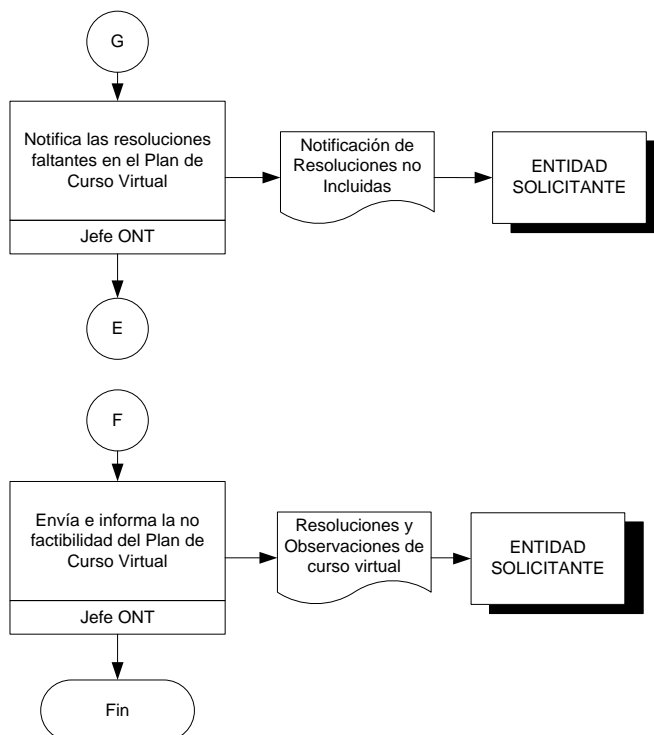 G
Notifica las resoluciones
faltantes en el Plan de
Curso Virtual
Jefe ONT
Notificación de
Resoluciones no
Incluidas
ENTIDAD
SOLICITANTE
E
F
Envía e informa la no
factibilidad del Plan de
Curso Virtual
Jefe ONT
Resoluciones y
Observaciones de
curso virtual
ENTIDAD
SOLICITANTE
Fin